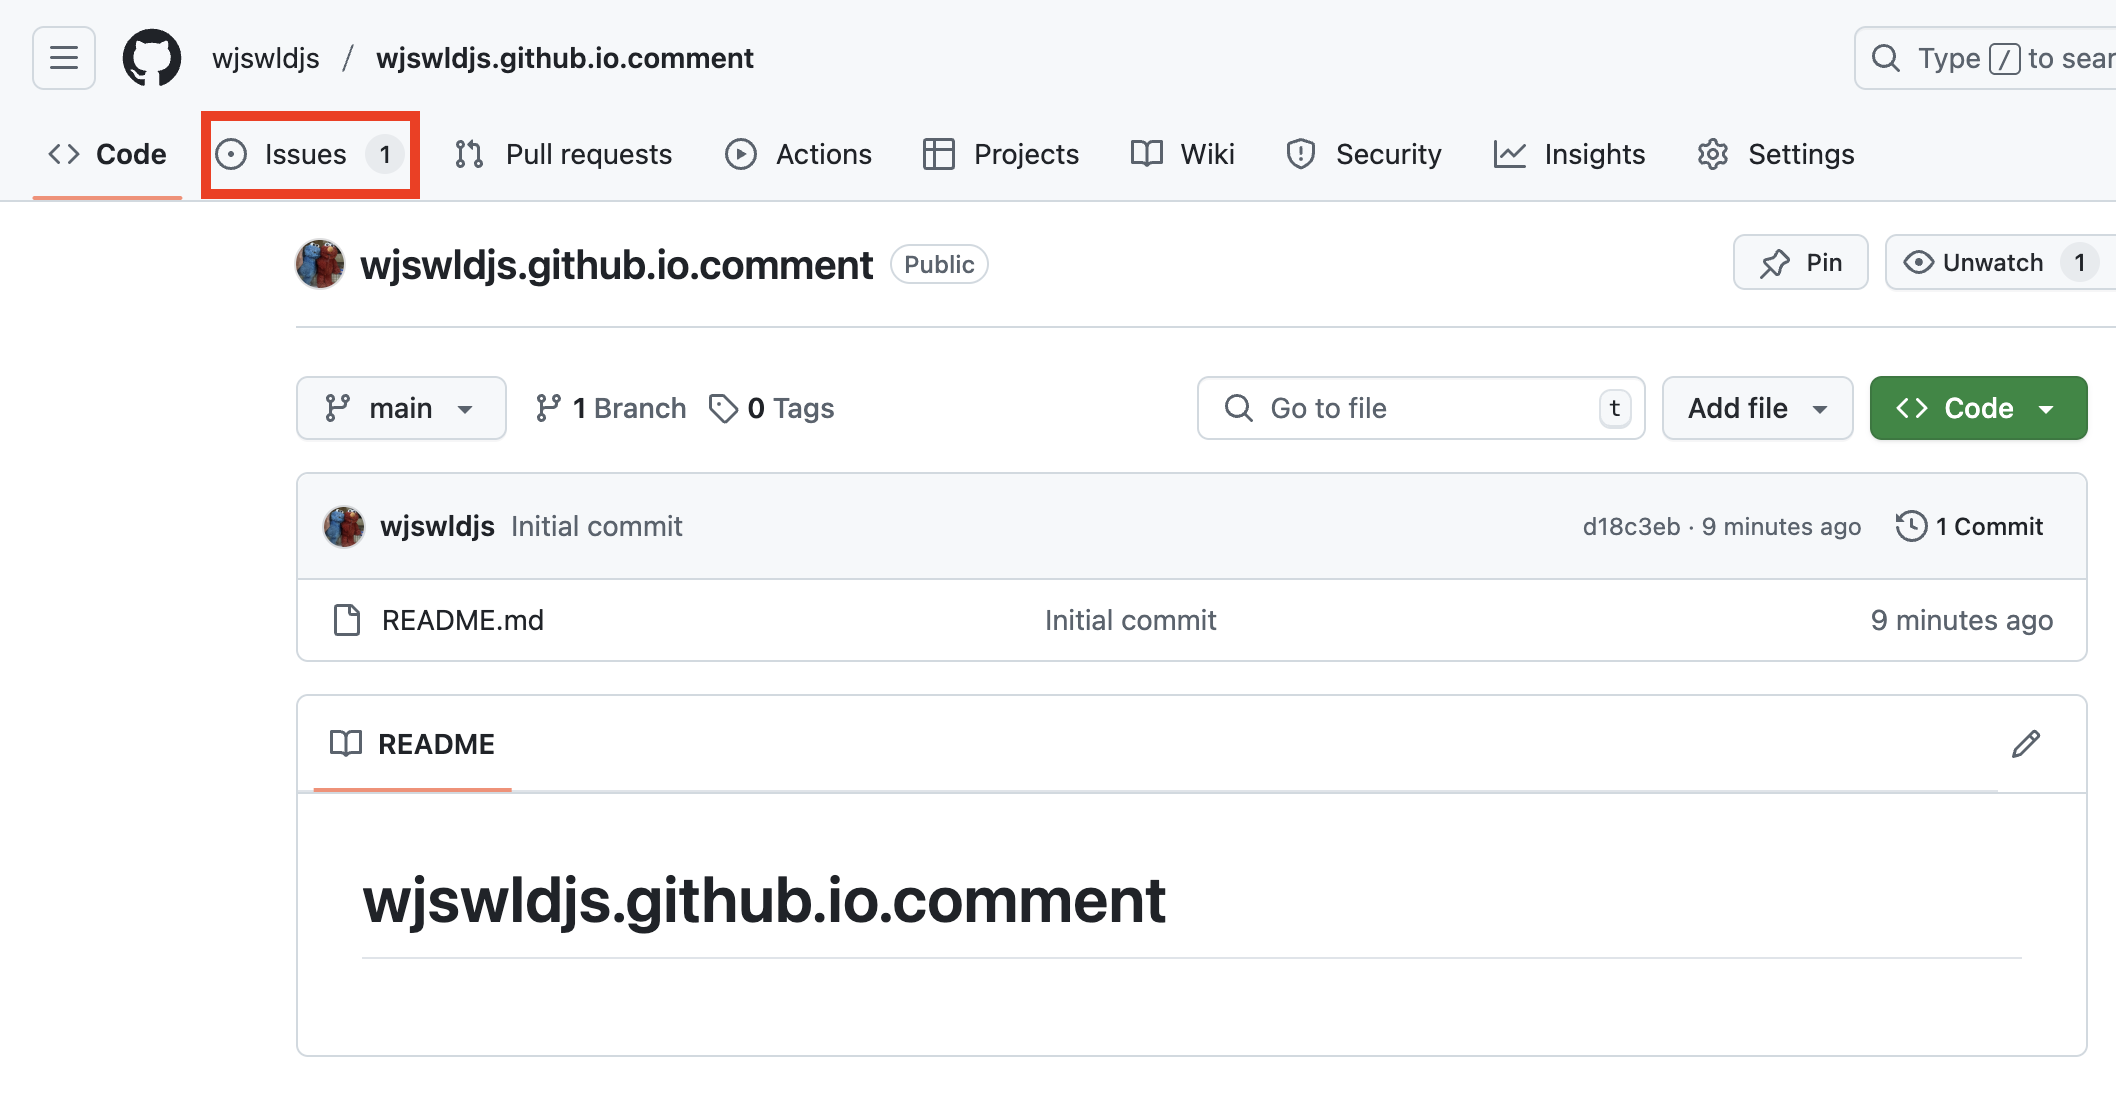 wjswldjs / wjswldjs.github.io.comment
Type / to sear
Code Issues 1 Pull requests Actions Projects Wiki Security Insights Settings
wjswldjs.github.io.comment Public
Pin Unwatch 1
main 1 Branch 0 Tags Go to file t Add file Code
wjswldjs Initial commit d18c3eb · 9 minutes ago 1 Commit
README.md Initial commit 9 minutes ago
README
wjswldjs.github.io.comment